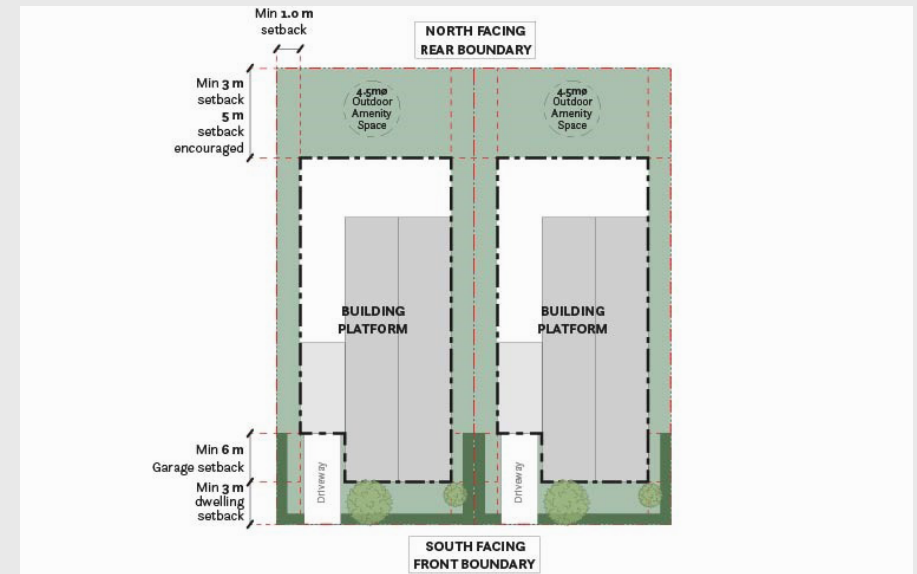 Min 1.0 m
setback
NORTH FACING
REAR BOUNDARY
Min 3 m
setback
5 m
setback
encouraged
4.5mø
Outdoor
Amenity
Space
4.5mø
Outdoor
Amenity
Space
BUILDING
PLATFORM
BUILDING
PLATFORM
Min 6 m
Garage setback
Min 3 m
dwelling
setback
Driveway
Driveway
SOUTH FACING
FRONT BOUNDARY